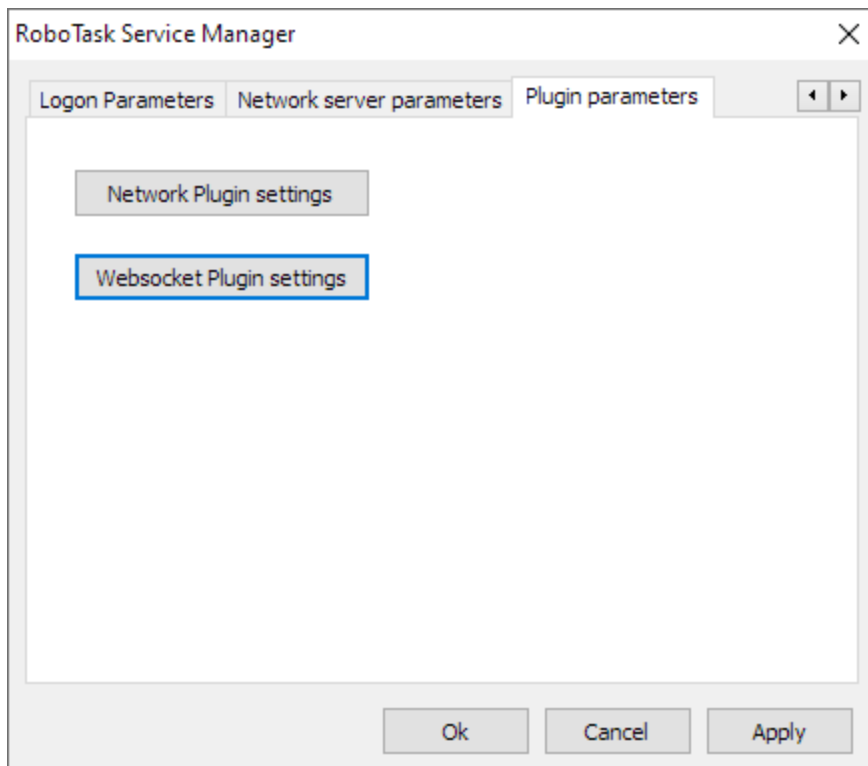 RoboTask Service Manager
Logon Parameters Network server parameters Plugin parameters
Network Plugin settings
Websocket Plugin settings
Ok Cancel Apply